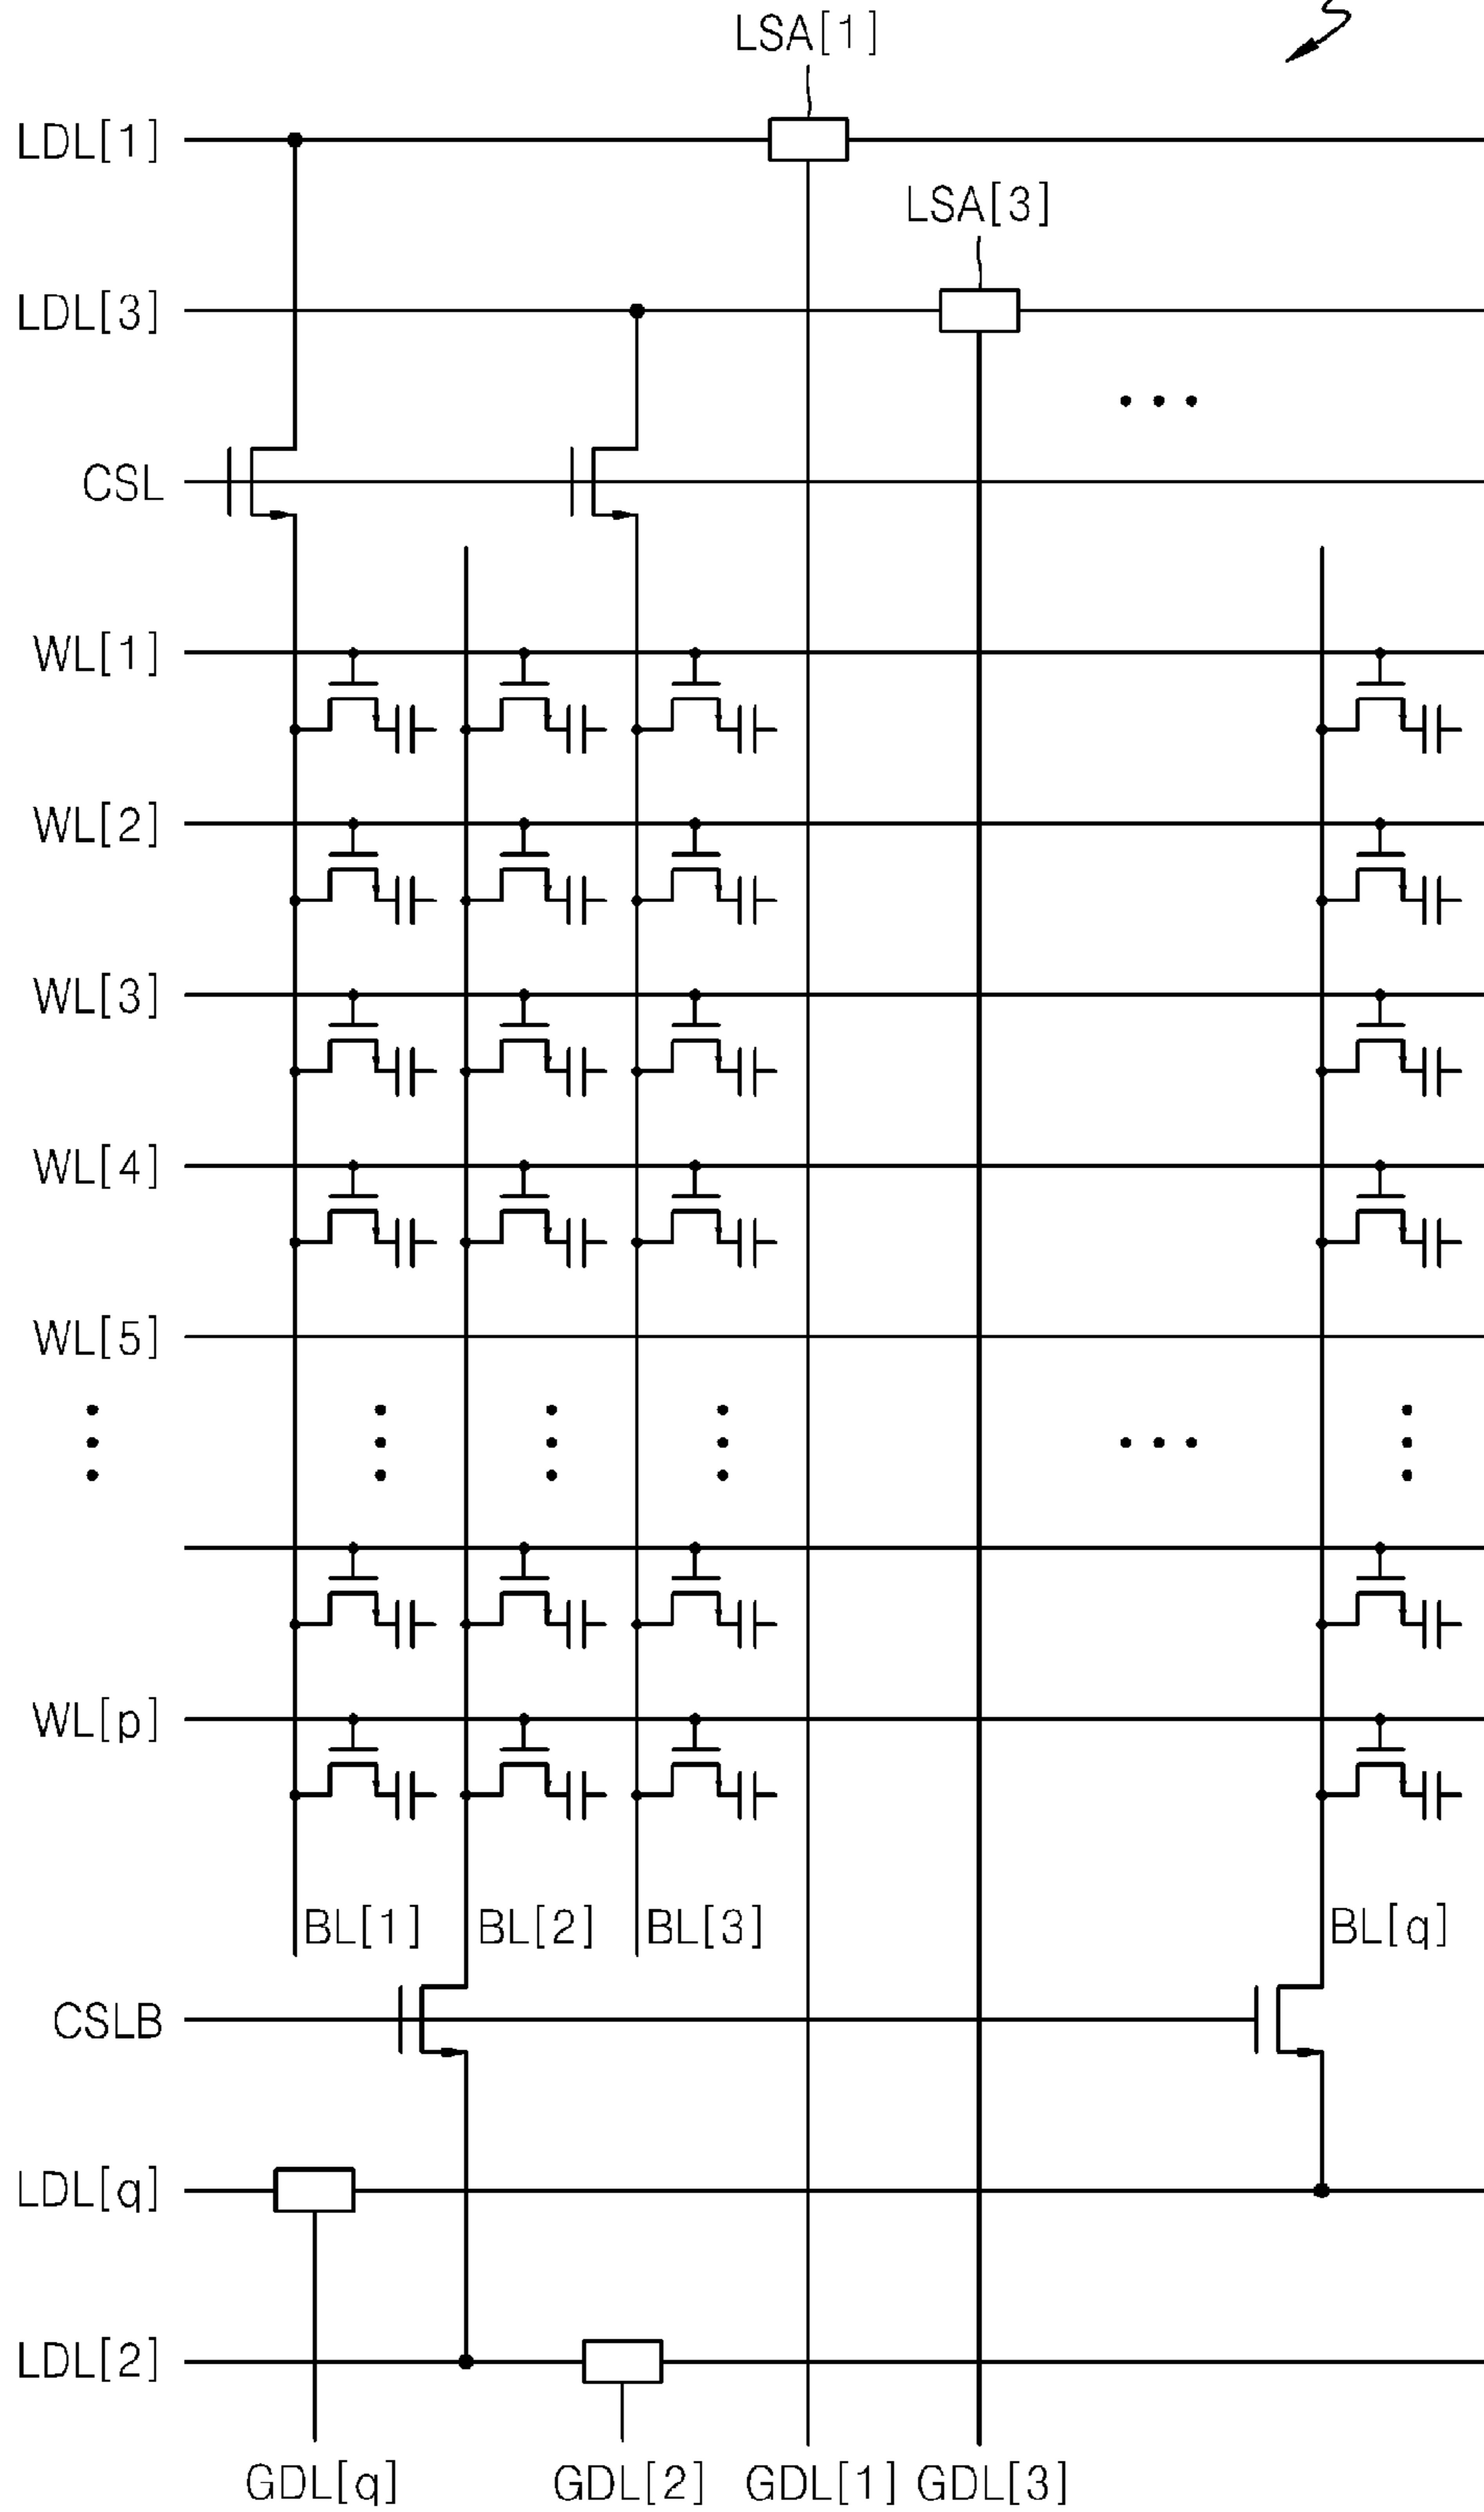 LSA[1]
LDL[1]
LSA[3]
LDL[3]
CSL
WL[1]
WL[2]
WL[3]
WL[4]
WL[5]
WL[p]
BL[1] BL[2] BL[3] BL[q]
CSLB
LDL[q]
LDL[2]
GDL[q] GDL[2] GDL[1] GDL[3]